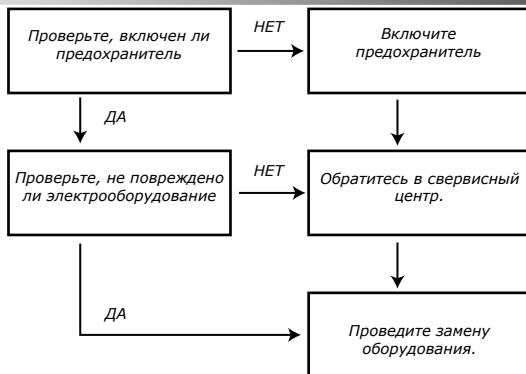 Проверьте, включен ли
предохранитель
НЕТ
Включите
предохранитель
ДА
Проверьте, не повреждено
ли электрооборудование
НЕТ
Обратитесь в свервисный
центр.
ДА
Проведите замену
оборудования.